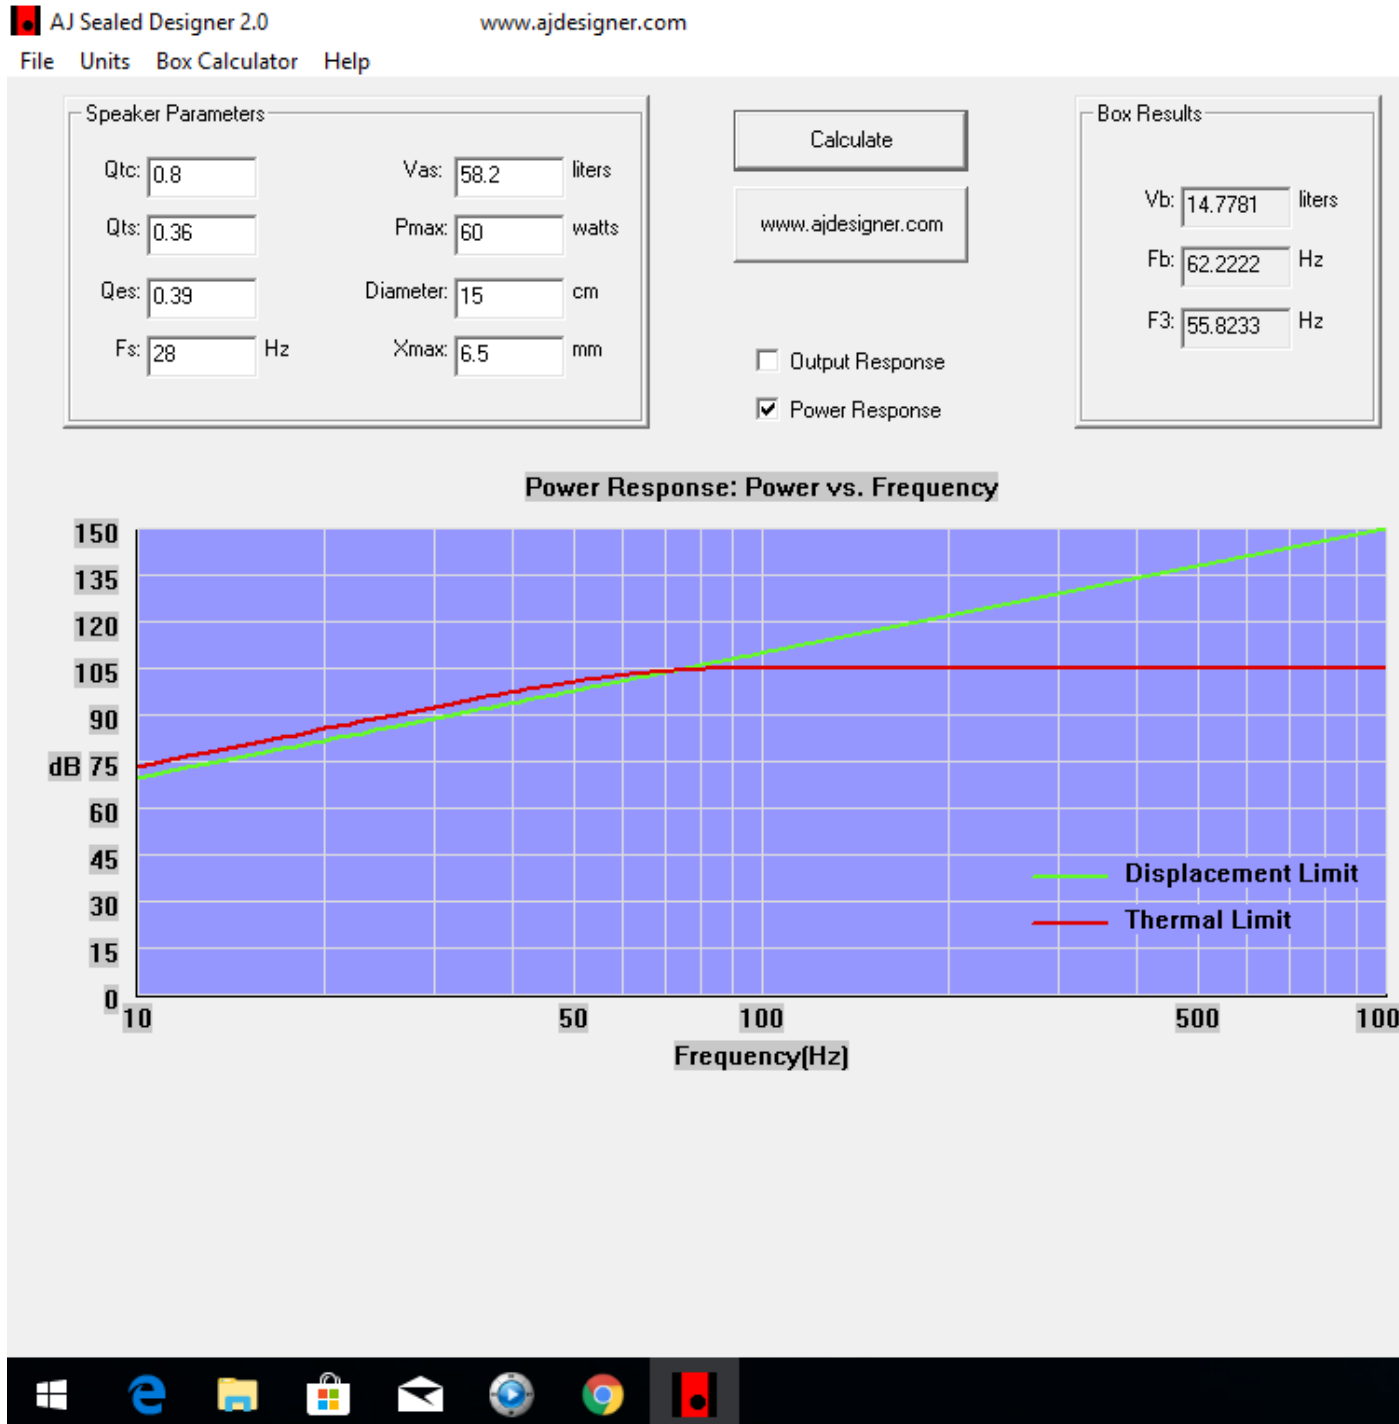 AJ Sealed Designer 2.0 www.ajdesigner.com
File Units Box Calculator Help
Speaker Parameters
Qtc: 0.8 Vas: 58.2 liters
Qts: 0.36 Pmax: 60 watts
Qes: 0.39 Diameter: 15 cm
Fs: 28 Hz Xmax: 6.5 mm
Calculate
www.ajdesigner.com
Output Response
Power Response
Box Results
Vb: 14.7781 liters
Fb: 62.2222 Hz
F3: 55.8233 Hz
Power Response: Power vs. Frequency
150
135
120
105
90
dB 75
60
45
30
15
0
Displacement Limit
Thermal Limit
10 50 100 500 100
Frequency(Hz)